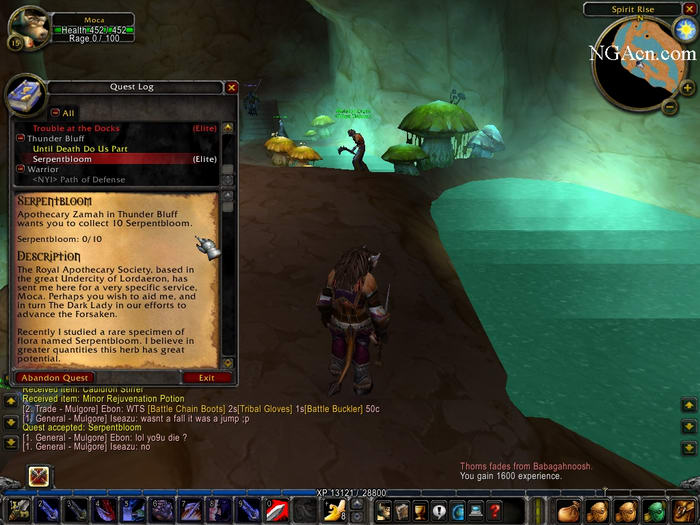 Moca
Health 452 / 452
Rage 0 / 100
15
Spirit Rise
N
NGAcn.com
Quest Log
All
Trouble at the Docks (Elite)
Thunder Bluff
Until Death Do Us Part
Serpentbloom (Elite)
Warrior
<NYI> Path of Defense
Serpentbloom
Apothecary Zamah in Thunder Bluff
wants you to collect 10 Serpentbloom.
Serpentbloom: 0/10
Description
The Royal Apothecary Society, based in
the great Undercity of Lordaeron, has
sent me here for a very specific service,
Moca. Perhaps you wish to aid me, and
in turn The Dark Lady in our efforts to
advance the Forsaken.
Recently I studied a rare specimen of
flora named Serpentbloom. I believe in
greater quantities this herb has great
potential.
Abandon Quest
Exit
Received item: Cauldron Stirrer
Received item: Minor Rejuvenation Potion
[2. Trade - Mulgore] Ebon: WTS [Battle Chain Boots] 2s[Tribal Gloves] 1s[Battle Buckler] 50c
[1. General - Mulgore] Iseazu: wasnt a fall it was a jump ;p
Quest accepted: Serpentbloom
[1. General - Mulgore] Ebon: lol yo9u die ?
[1. General - Mulgore] Iseazu: no
Thorns fades from Babagahnoosh.
You gain 1600 experience.
XP 13121 / 28800
8